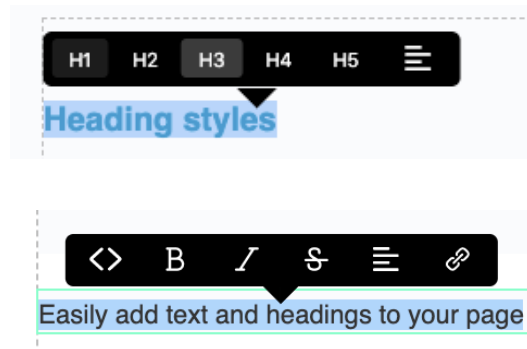 H1 H2 H3 H4 H5
Heading styles
B I S
Easily add text and headings to your page